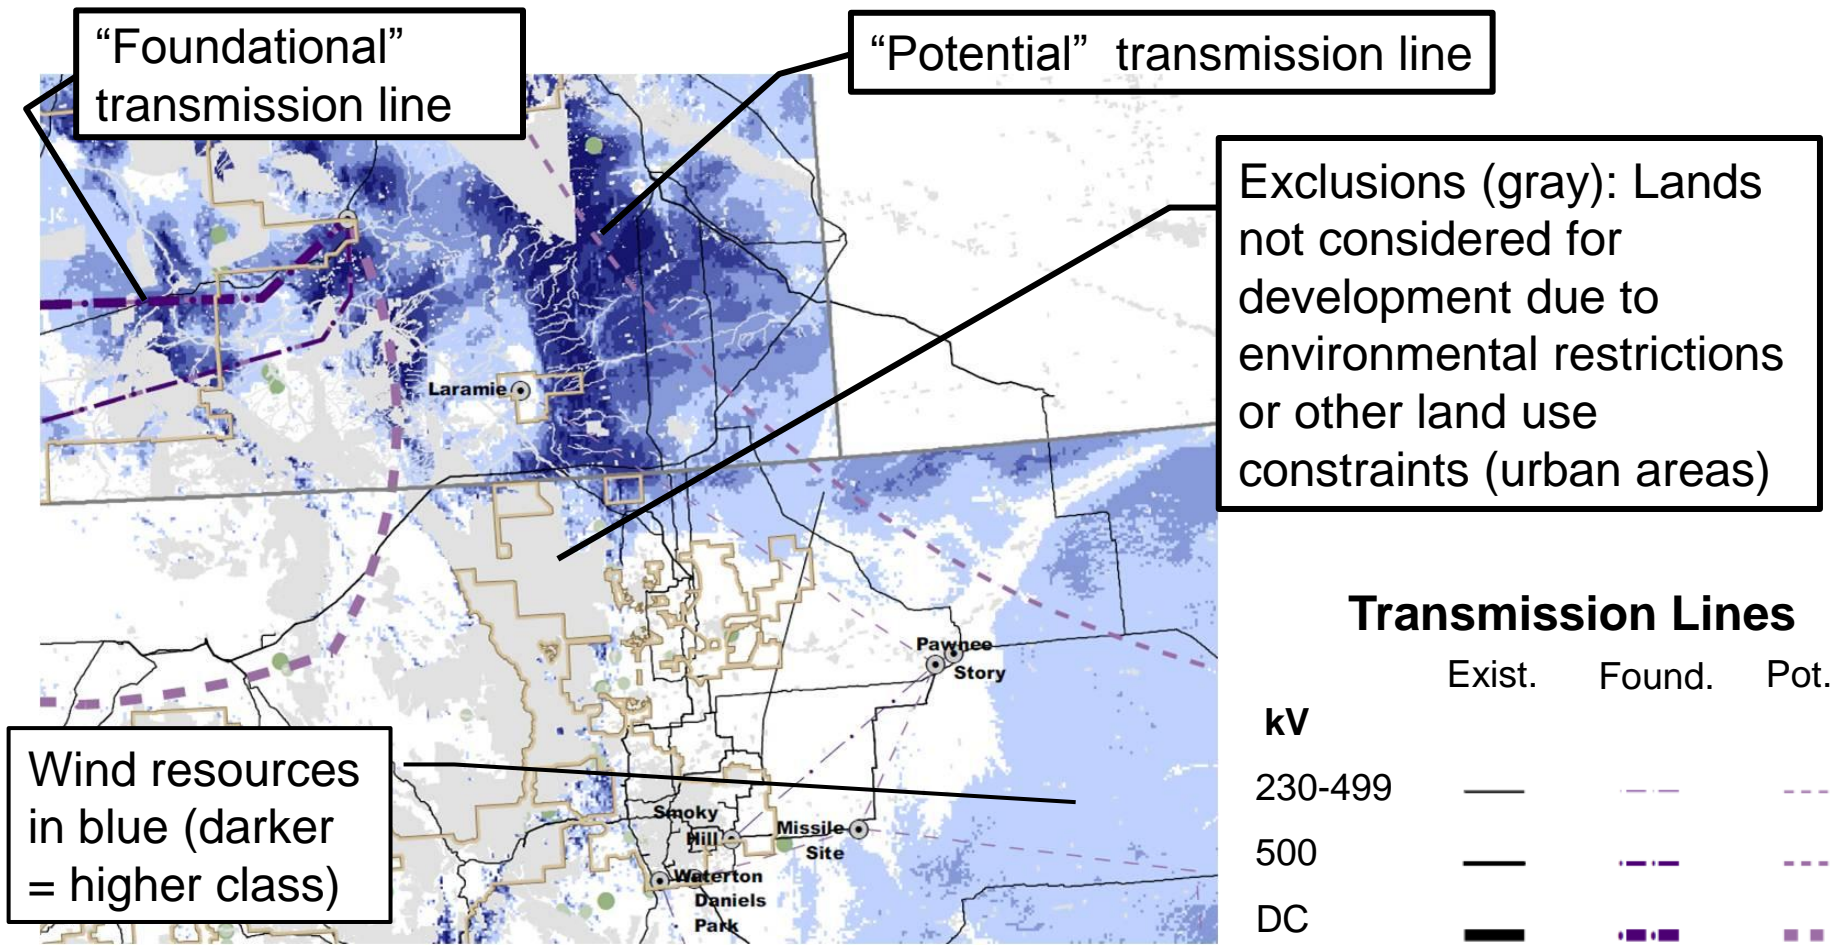 “Foundational”
transmission line
“Potential” transmission line
Exclusions (gray): Lands
not considered for
development due to
environmental restrictions
or other land use
constraints (urban areas)
Laramie
Pawnee
Story
Smoky
Hill
Missile
Site
Waterton
Daniels
Park
Wind resources
in blue (darker
= higher class)
Transmission Lines
Exist. Found. Pot.
kV
230-499
500
DC